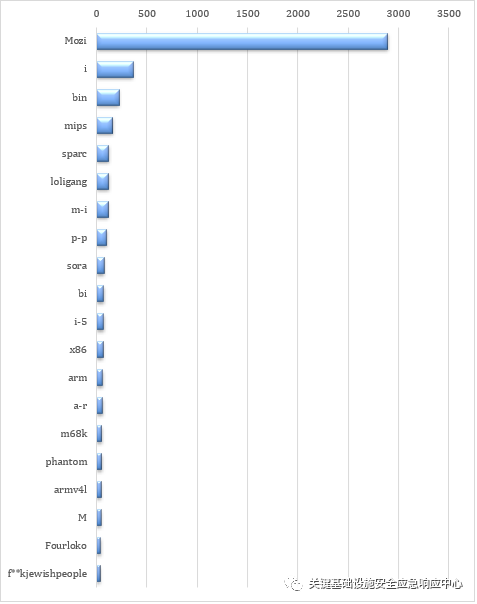 0 500 1000 1500 2000 2500 3000 3500
Mozi
i
bin
mips
sparc
loligang
m-i
p-p
sora
bi
i-5
x86
arm
a-r
m68k
phantom
armv4l
M
Fourloko
f**kjewishpeople
关键基础设施安全应急响应中心